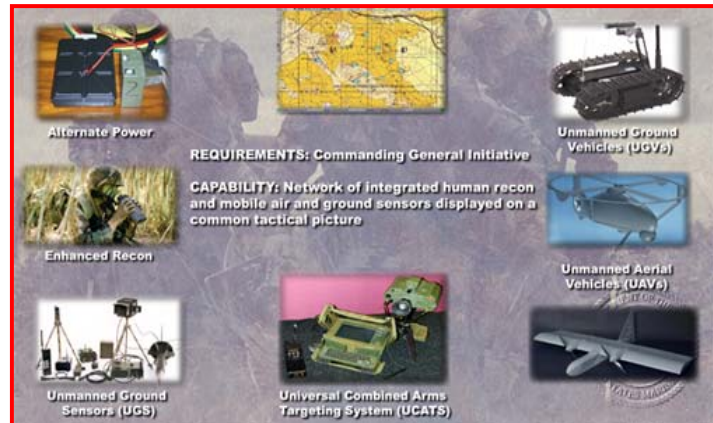 Alternate Power
Unmanned Ground
Vehicles (UGVs)
REQUIREMENTS: Commanding General Initiative
CAPABILITY: Network of integrated human recon
and mobile air and ground sensors displayed on a
common tactical picture
Enhanced Recon
Unmanned Aerial
Vehicles (UAVs)
Unmanned Ground
Sensors (UGS)
Universal Combined Arms
Targeting System (UCATS)